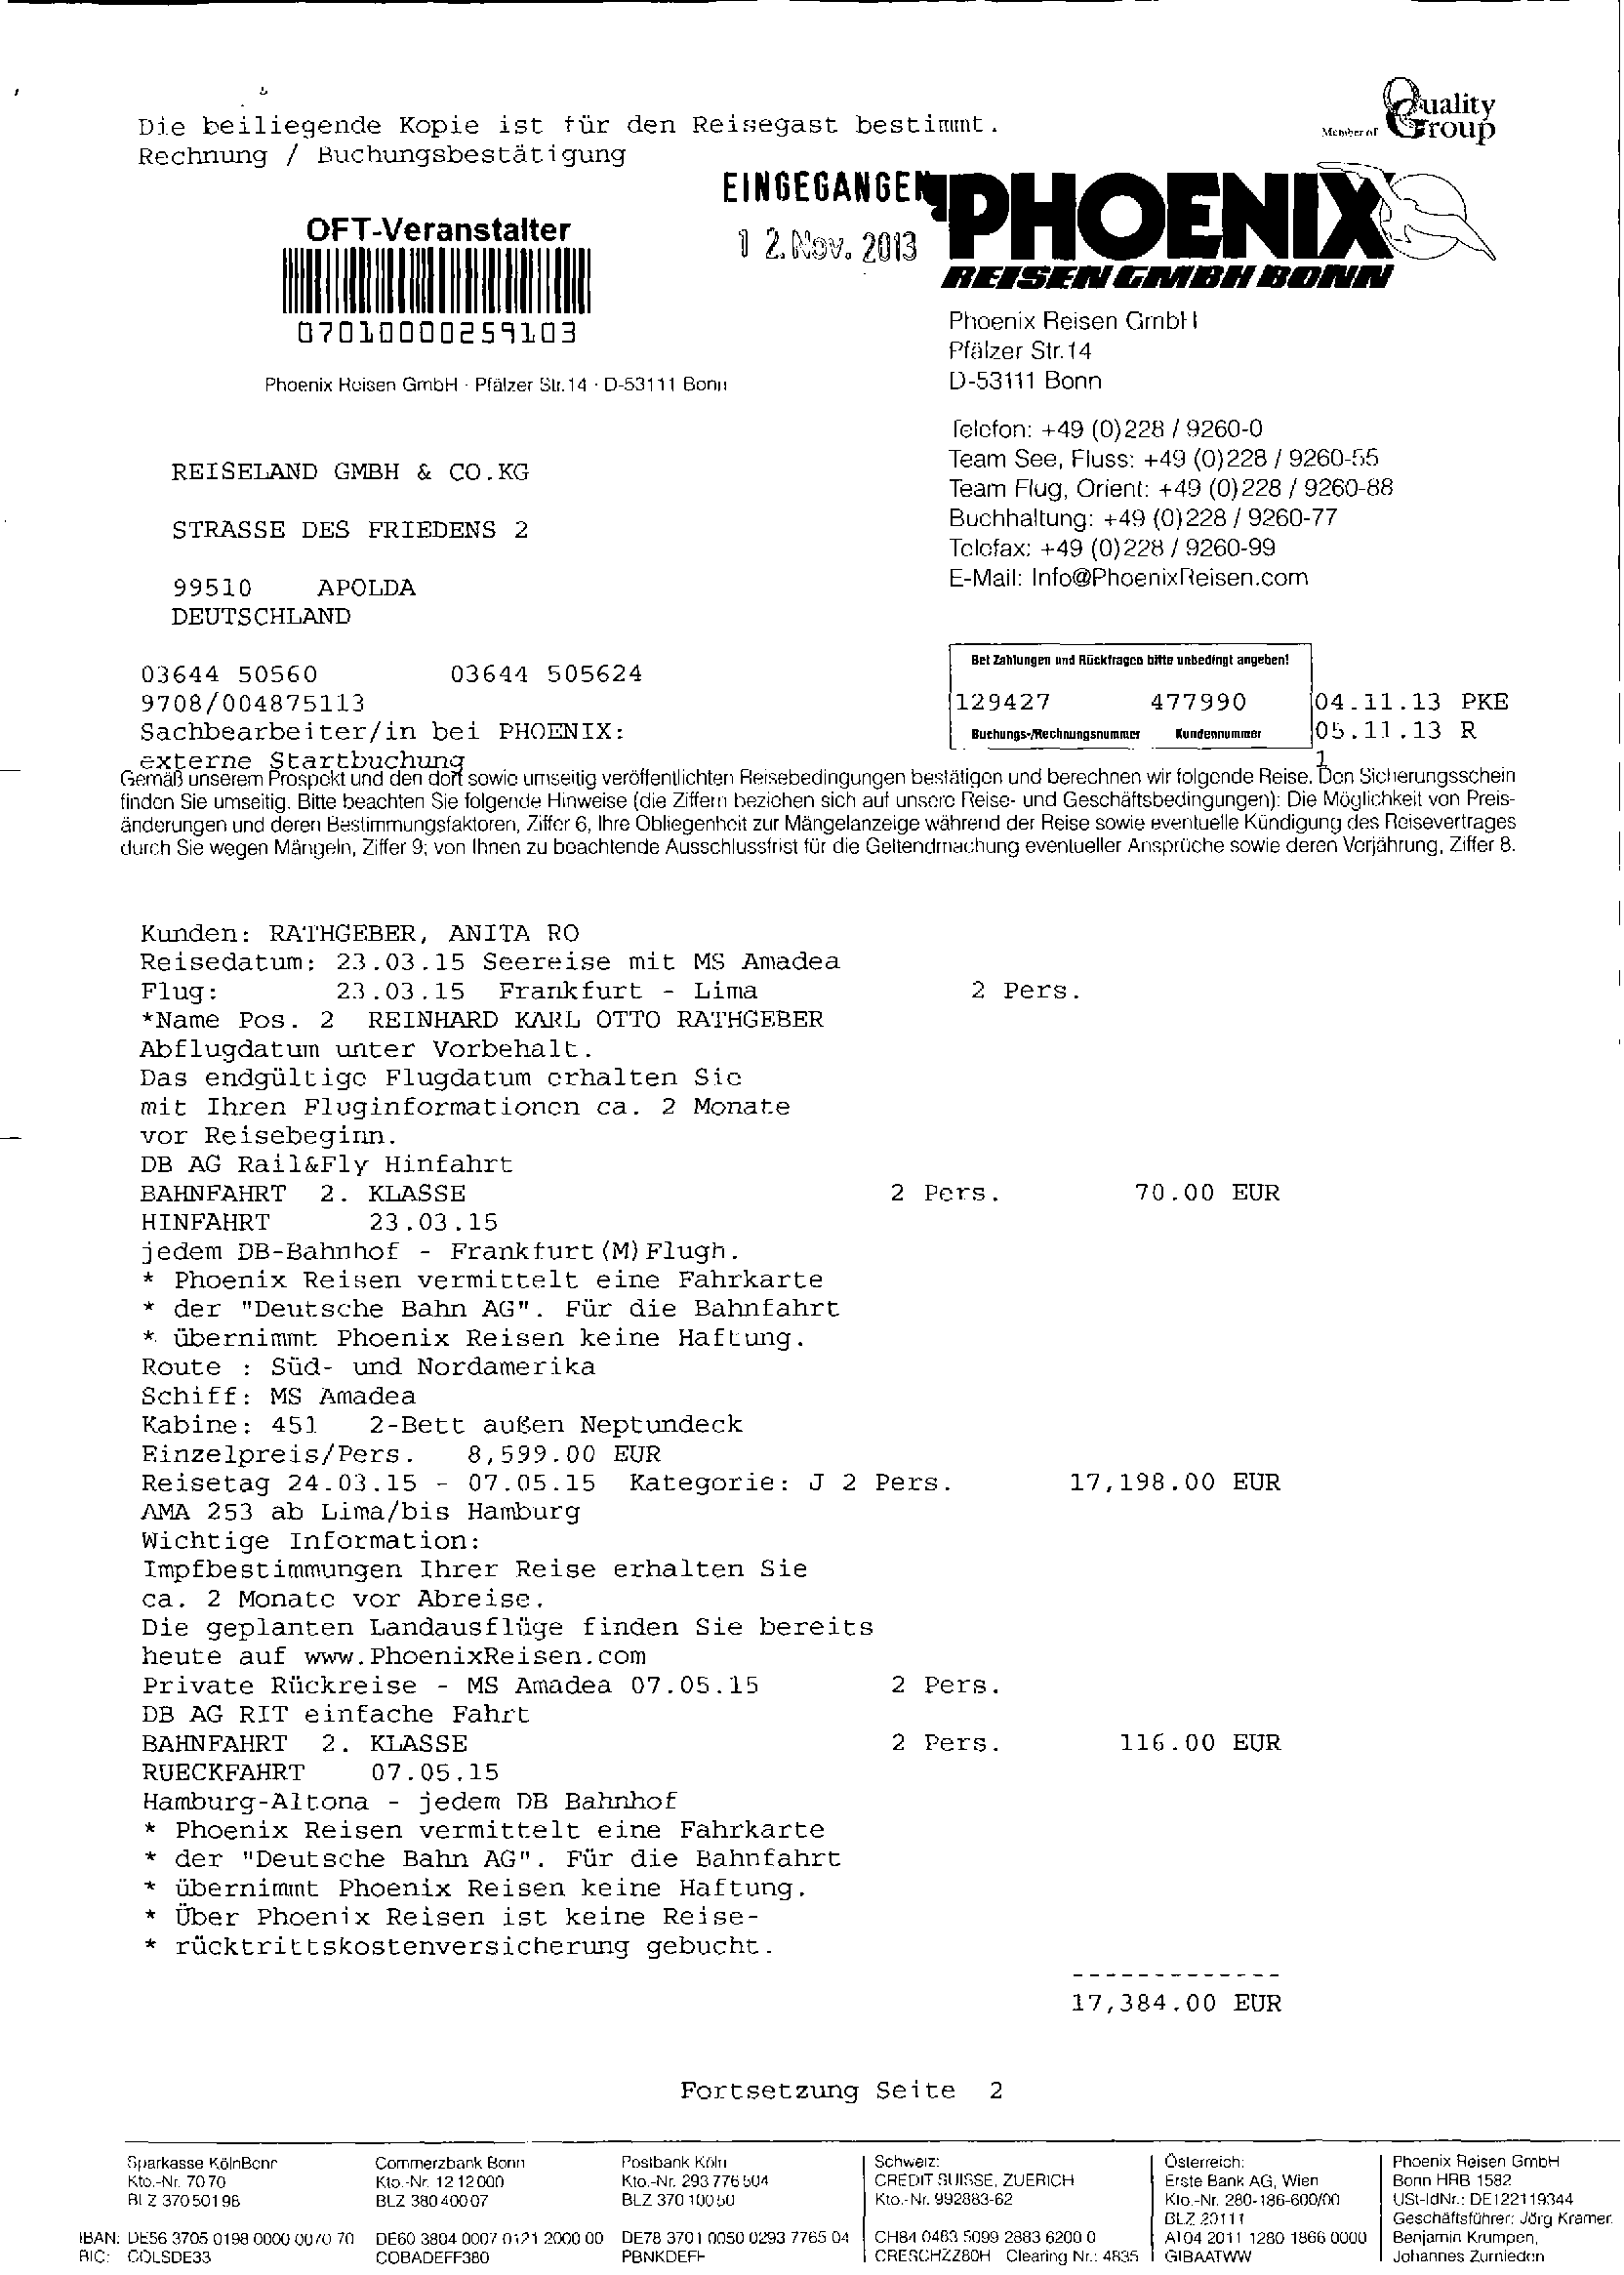 Die beiliegende Kopie ist für den Reisegast bestimmt.
Rechnung / Buchungsbestätigung
Member of Quality Group
EINGEGANGEN
12. Nov. 2013
PHOENIX
REISEN GMBH BONN
OFT-Veranstalter
07010000259103
Phoenix Reisen GmbH · Pfälzer Str.14 · D-53111 Bonn
Phoenix Reisen GmbH
Pfälzer Str.14
D-53111 Bonn
Telefon: +49 (0)228 / 9260-0
Team See, Fluss: +49 (0)228 / 9260-55
Team Flug, Orient: +49 (0)228 / 9260-88
Buchhaltung: +49 (0)228 / 9260-77
Telefax: +49 (0)228 / 9260-99
E-Mail: Info@PhoenixReisen.com
REISELAND GMBH & CO.KG
STRASSE DES FRIEDENS 2
99510 APOLDA
DEUTSCHLAND
03644 50560 03644 505624
9708/004875113
Sachbearbeiter/in bei PHOENIX:
externe Startbuchung
Bei Zahlungen und Rückfragen bitte unbedingt angeben!
129427 477990 04.11.13 PKE
Buchungs-/Rechnungsnummer Kundennummer 05.11.13 R
1
Gemäß unserem Prospekt und den dort sowie umseitig veröffentlichten Reisebedingungen bestätigen und berechnen wir folgende Reise. Den Sicherungsschein
finden Sie umseitig. Bitte beachten Sie folgende Hinweise (die Ziffern beziehen sich auf unsere Reise- und Geschäftsbedingungen): Die Möglichkeit von Preis-
änderungen und deren Bestimmungsfaktoren, Ziffer 6, Ihre Obliegenheit zur Mängelanzeige während der Reise sowie eventuelle Kündigung des Reisevertrages
durch Sie wegen Mängeln, Ziffer 9; von Ihnen zu beachtende Ausschlussfrist für die Geltendmachung eventueller Ansprüche sowie deren Verjährung, Ziffer 8.
Kunden: RATHGEBER, ANITA RO
Reisedatum: 23.03.15 Seereise mit MS Amadea
Flug: 23.03.15 Frankfurt - Lima 2 Pers.
*Name Pos. 2 REINHARD KARL OTTO RATHGEBER
Abflugdatum unter Vorbehalt.
Das endgültige Flugdatum erhalten Sie
mit Ihren Fluginformationen ca. 2 Monate
vor Reisebeginn.
DB AG Rail&Fly Hinfahrt
BAHNFAHRT 2. KLASSE 2 Pers. 70.00 EUR
HINFAHRT 23.03.15
jedem DB-Bahnhof - Frankfurt(M)Flugh.
* Phoenix Reisen vermittelt eine Fahrkarte
* der "Deutsche Bahn AG". Für die Bahnfahrt
* übernimmt Phoenix Reisen keine Haftung.
Route : Süd- und Nordamerika
Schiff: MS Amadea
Kabine: 451 2-Bett außen Neptundeck
Einzelpreis/Pers. 8,599.00 EUR
Reisetag 24.03.15 - 07.05.15 Kategorie: J 2 Pers. 17,198.00 EUR
AMA 253 ab Lima/bis Hamburg
Wichtige Information:
Impfbestimmungen Ihrer Reise erhalten Sie
ca. 2 Monate vor Abreise.
Die geplanten Landausflüge finden Sie bereits
heute auf www.PhoenixReisen.com
Private Rückreise - MS Amadea 07.05.15 2 Pers.
DB AG RIT einfache Fahrt
BAHNFAHRT 2. KLASSE 2 Pers. 116.00 EUR
RUECKFAHRT 07.05.15
Hamburg-Altona - jedem DB Bahnhof
* Phoenix Reisen vermittelt eine Fahrkarte
* der "Deutsche Bahn AG". Für die Bahnfahrt
* übernimmt Phoenix Reisen keine Haftung.
* Über Phoenix Reisen ist keine Reise-
* rücktrittskostenversicherung gebucht.
-------------
17,384.00 EUR
Fortsetzung Seite 2
Sparkasse KölnBonn
Kto.-Nr. 70 70
BLZ 370 501 98
IBAN: DE56 3705 0198 0000 0070 70
BIC: COLSDE33
Commerzbank Bonn
Kto.-Nr. 12 12 000
BLZ 380 400 07
DE60 3804 0007 0121 2000 00
COBADEFF380
Postbank Köln
Kto.-Nr. 293 776 504
BLZ 370 100 50
DE78 3701 0050 0293 7765 04
PBNKDEFF
Schweiz:
CREDIT SUISSE, ZUERICH
Kto.-Nr. 992883-62
CH84 0483 5099 2883 6200 0
CRESCHZZ80H Clearing Nr.: 4835
Österreich:
Erste Bank AG, Wien
Kto.-Nr. 280-186-600/00
BLZ 20111
AT04 2011 1280 1866 0000
GIBAATWW
Phoenix Reisen GmbH
Bonn HRB 1582
USt-IdNr.: DE122119344
Geschäftsführer: Jörg Kramer,
Benjamin Krumpen,
Johannes Zurnieden